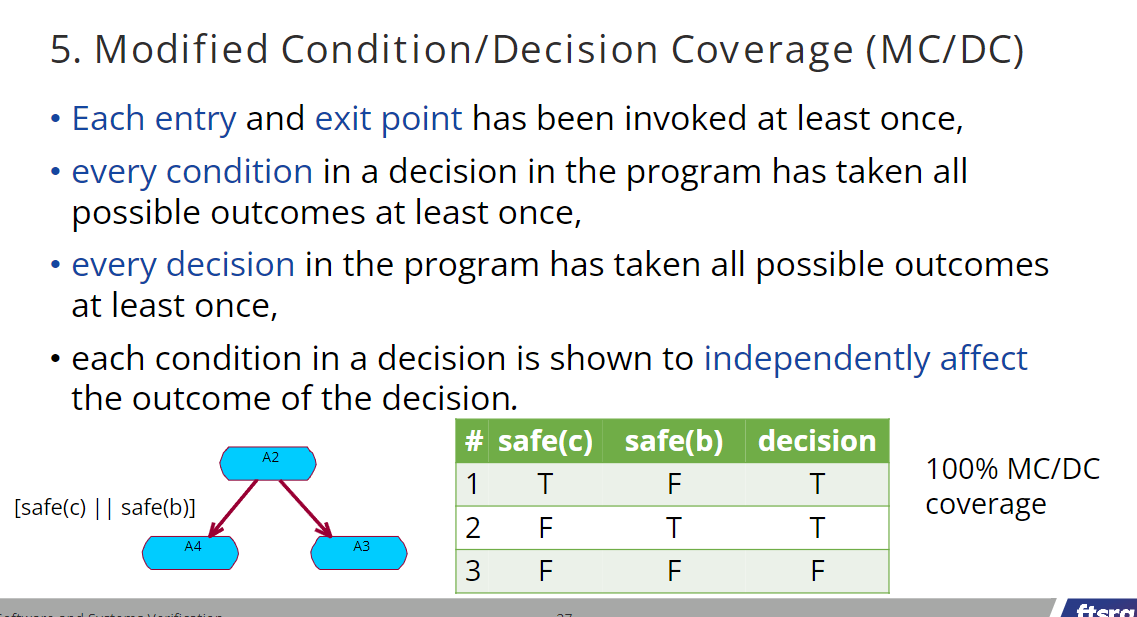 5. Modified Condition/Decision Coverage (MC/DC)
• Each entry and exit point has been invoked at least once,
• every condition in a decision in the program has taken all
possible outcomes at least once,
• every decision in the program has taken all possible outcomes
at least once,
• each condition in a decision is shown to independently affect
the outcome of the decision.
A2
[safe(c) || safe(b)]
A4
A3
# safe(c) safe(b) decision
1 T F T
2 F T T
3 F F F
100% MC/DC
coverage
Software and Systems Verification
27
ftsrg